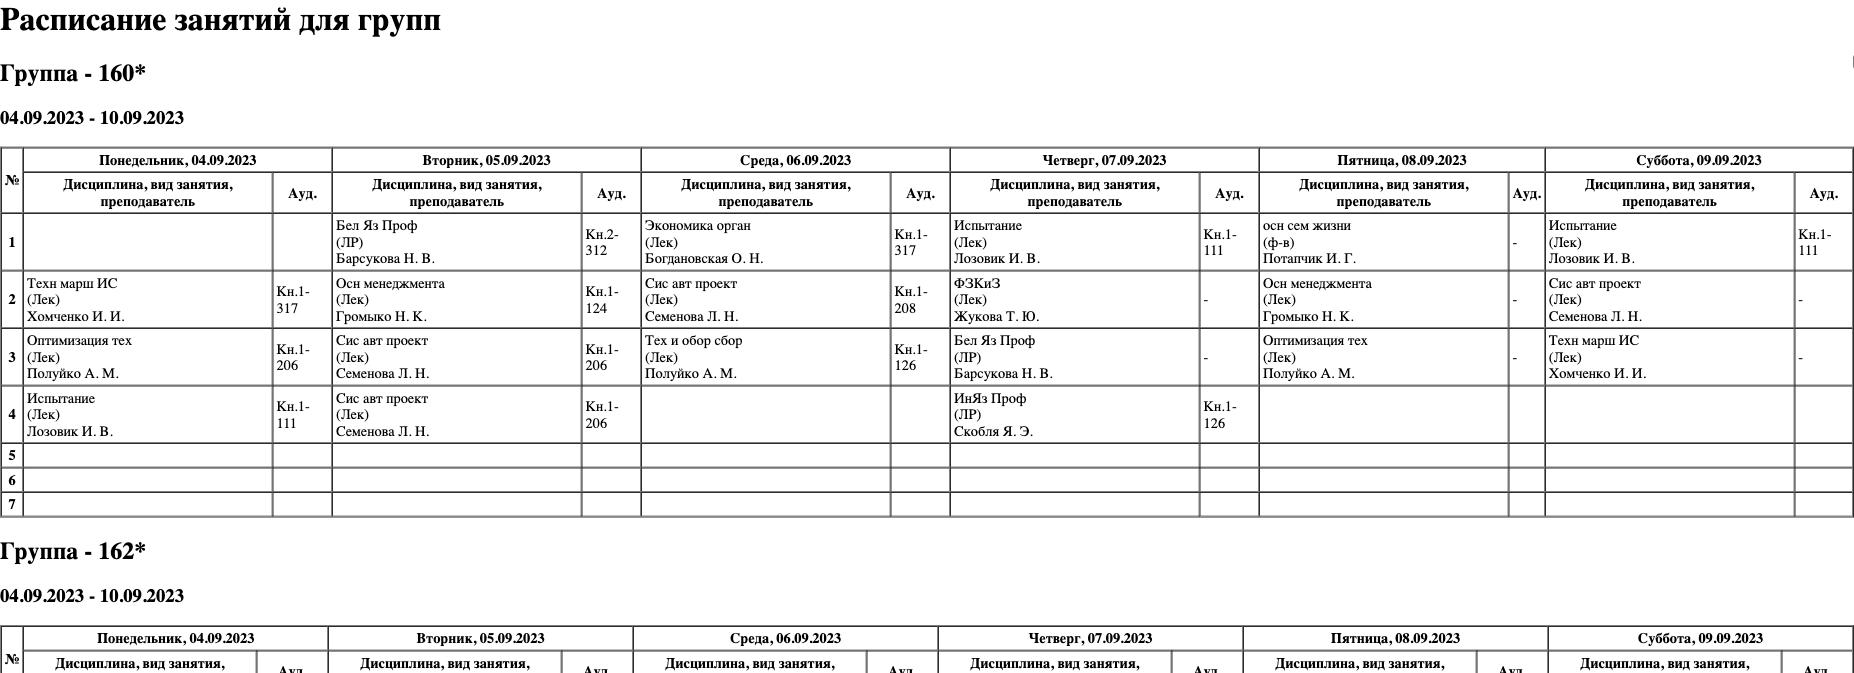 Расписание занятий для групп
Группа - 160*
04.09.2023 - 10.09.2023
№
Понедельник, 04.09.2023
Вторник, 05.09.2023
Среда, 06.09.2023
Четверг, 07.09.2023
Пятница, 08.09.2023
Суббота, 09.09.2023
Дисциплина, вид занятия,
преподаватель
Ауд.
Дисциплина, вид занятия,
преподаватель
Ауд.
Дисциплина, вид занятия,
преподаватель
Ауд.
Дисциплина, вид занятия,
преподаватель
Ауд.
Дисциплина, вид занятия,
преподаватель
Ауд.
Дисциплина, вид занятия,
преподаватель
Ауд.
1
Бел Яз Проф
(ЛР)
Барсукова Н. В.
Кн.2-
312
Экономика орган
(Лек)
Богдановская О. Н.
Кн.1-
317
Испытание
(Лек)
Лозовик И. В.
Кн.1-
111
осн сем жизни
(ф-в)
Потапчик И. Г.
-
Испытание
(Лек)
Лозовик И. В.
Кн.1-
111
2
Техн марш ИС
(Лек)
Хомченко И. И.
Кн.1-
317
Осн менеджмента
(Лек)
Громыко Н. К.
Кн.1-
124
Сис авт проект
(Лек)
Семенова Л. Н.
Кн.1-
208
ФЗКиЗ
(Лек)
Жукова Т. Ю.
-
Осн менеджмента
(Лек)
Громыко Н. К.
-
Сис авт проект
(Лек)
Семенова Л. Н.
-
3
Оптимизация тех
(Лек)
Полуйко А. М.
Кн.1-
206
Сис авт проект
(Лек)
Семенова Л. Н.
Кн.1-
206
Тех и обор сбор
(Лек)
Полуйко А. М.
Кн.1-
126
Бел Яз Проф
(ЛР)
Барсукова Н. В.
-
Оптимизация тех
(Лек)
Полуйко А. М.
-
Техн марш ИС
(Лек)
Хомченко И. И.
-
4
Испытание
(Лек)
Лозовик И. В.
Кн.1-
111
Сис авт проект
(Лек)
Семенова Л. Н.
Кн.1-
206
ИнЯз Проф
(ЛР)
Скобля Я. Э.
Кн.1-
126
5
6
7
Группа - 162*
04.09.2023 - 10.09.2023
№
Понедельник, 04.09.2023
Вторник, 05.09.2023
Среда, 06.09.2023
Четверг, 07.09.2023
Пятница, 08.09.2023
Суббота, 09.09.2023
Дисциплина, вид занятия,
Ауд.
Дисциплина, вид занятия,
Ауд.
Дисциплина, вид занятия,
Ауд.
Дисциплина, вид занятия,
Ауд.
Дисциплина, вид занятия,
Ауд.
Дисциплина, вид занятия,
Ауд.